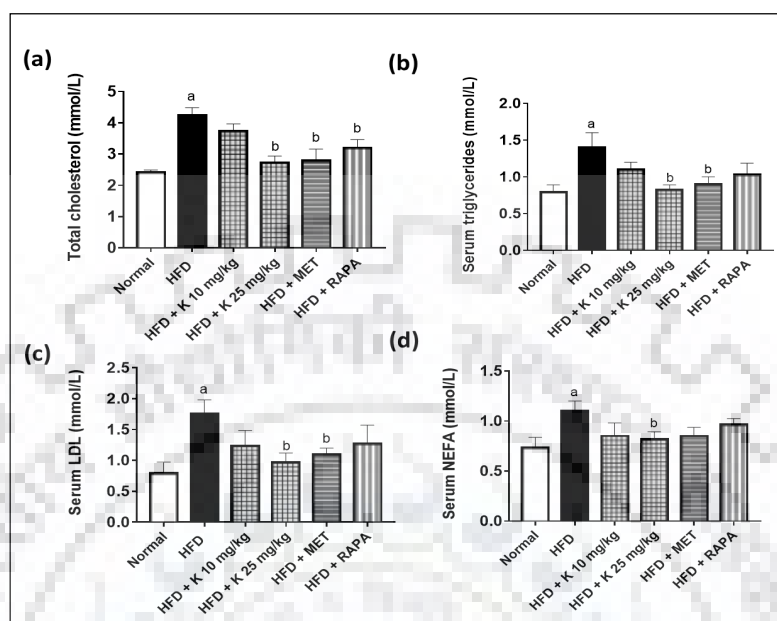 (a)
Total cholesterol (mmol/L)
5
4
3
2
1
0
a
b
b
b
Normal
HFD
HFD + K 10 mg/kg
HFD + K 25 mg/kg
HFD + MET
HFD + RAPA
(b)
Serum triglycerides (mmol/L)
2.0
1.5
1.0
0.5
0.0
a
b
b
Normal
HFD
HFD + K 10 mg/kg
HFD + K 25 mg/kg
HFD + MET
HFD + RAPA
(c)
Serum LDL (mmol/L)
2.5
2.0
1.5
1.0
0.5
0.0
a
b
b
Normal
HFD
HFD + K 10 mg/kg
HFD + K 25 mg/kg
HFD + MET
HFD + RAPA
(d)
Serum NEFA (mmol/L)
1.5
1.0
0.5
0.0
a
b
Normal
HFD
HFD + K 10 mg/kg
HFD + K 25 mg/kg
HFD + MET
HFD + RAPA